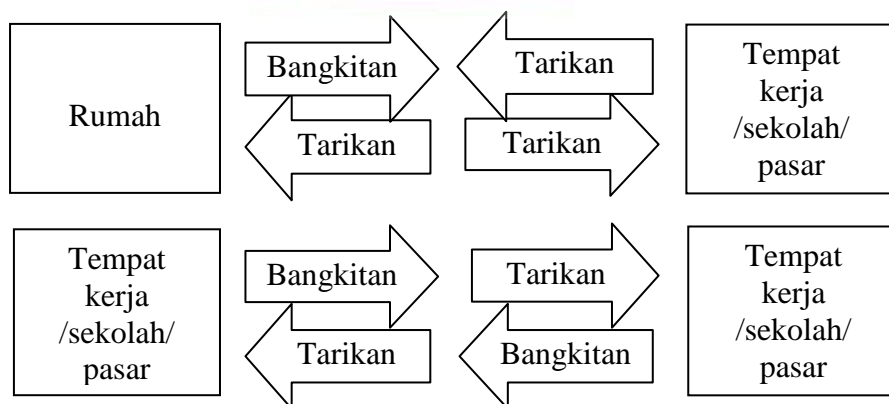 Rumah
Bangkitan
Tarikan
Tarikan
Tarikan
Tempat
kerja
/sekolah/
pasar
Tempat
kerja
/sekolah/
pasar
Bangkitan
Tarikan
Tarikan
Bangkitan
Tempat
kerja
/sekolah/
pasar